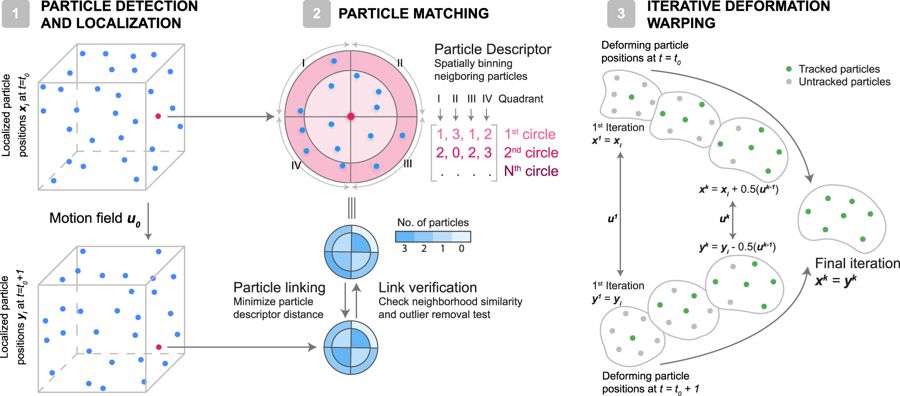 1
PARTICLE DETECTION
AND LOCALIZATION
Localized particle
positions x_i at t=t_0
Motion field u_0
Localized particle
positions y_i at t=t_0+1
2
PARTICLE MATCHING
I
II
III
IV
Particle Descriptor
Spatially binning
neigboring particles
I II III IV Quadrant
1, 3, 1, 2 1st circle
2, 0, 2, 3 2nd circle
. . . . Nth circle
No. of particles
3 2 1 0
Particle linking
Minimize particle
descriptor distance
Link verification
Check neighborhood similarity
and outlier removal test
3
ITERATIVE DEFORMATION
WARPING
Deforming particle
positions at t = t_0
Tracked particles
Untracked particles
1st Iteration
x^1 = x_i
x^k = x_i + 0.5(u^k-1)
u^1
u^k
y^k = y_i - 0.5(u^k-1)
Final iteration
x^k = y^k
1st Iteration
y^1 = y_i
Deforming particle
positions at t = t_0 + 1